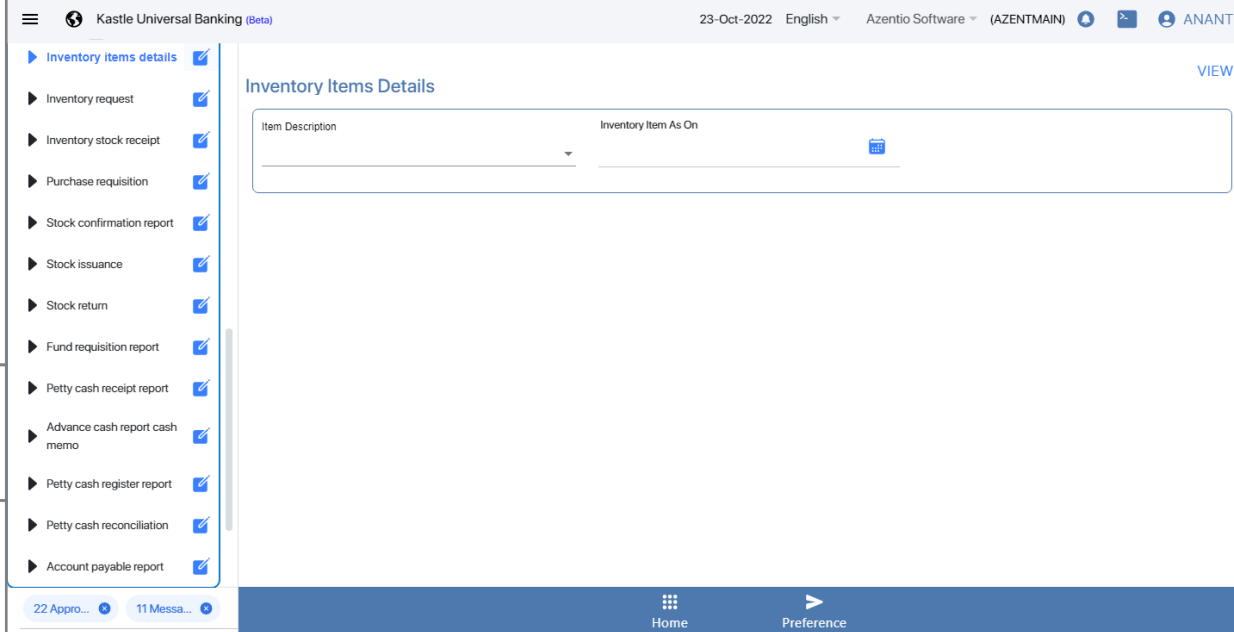 Kastle Universal Banking (Beta)
23-Oct-2022 English Azentio Software (AZENTMAIN) ANANT
Inventory items details
Inventory request
Inventory stock receipt
Purchase requisition
Stock confirmation report
Stock issuance
Stock return
Fund requisition report
Petty cash receipt report
Advance cash report cash
memo
Petty cash register report
Petty cash reconciliation
Account payable report
22 Appro... 11 Messa...
VIEW
Inventory Items Details
Item Description
Inventory Item As On
Home
Preference